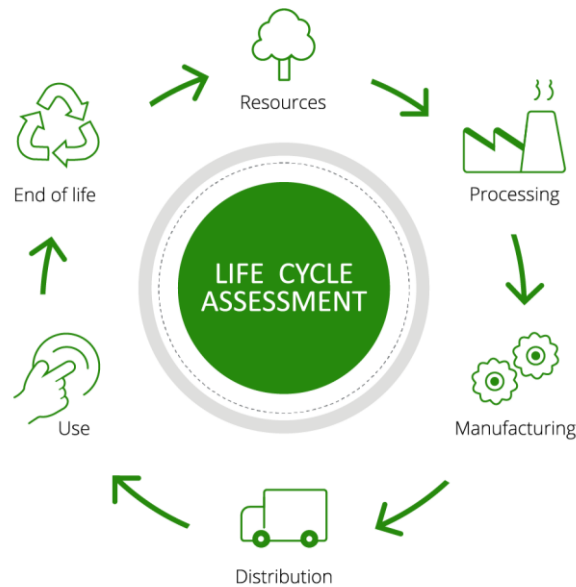 Resources
Processing
Manufacturing
Distribution
Use
End of life
LIFE CYCLE
ASSESSMENT